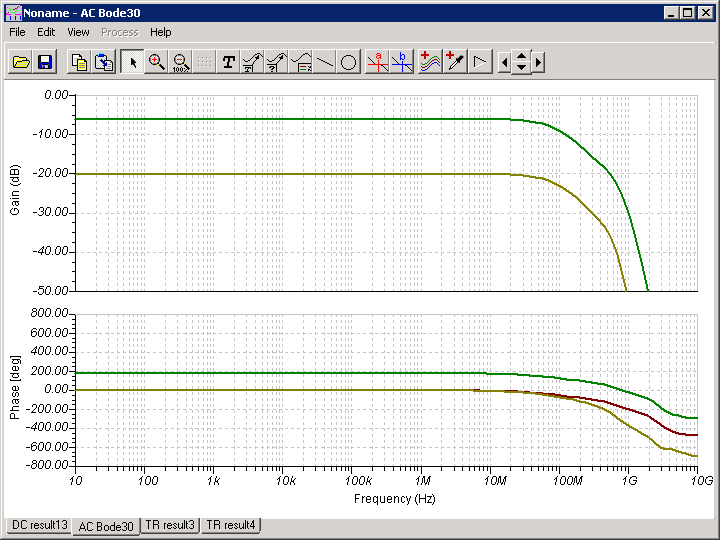 Noname - AC Bode30
File Edit View Process Help
T 100% a b
0.00
-10.00
-20.00
-30.00
-40.00
-50.00
Gain (dB)
800.00
600.00
400.00
200.00
0.00
-200.00
-400.00
-600.00
-800.00
Phase [deg]
10 100 1k 10k 100k 1M 10M 100M 1G 10G
Frequency (Hz)
DC result13 AC Bode30 TR result3 TR result4